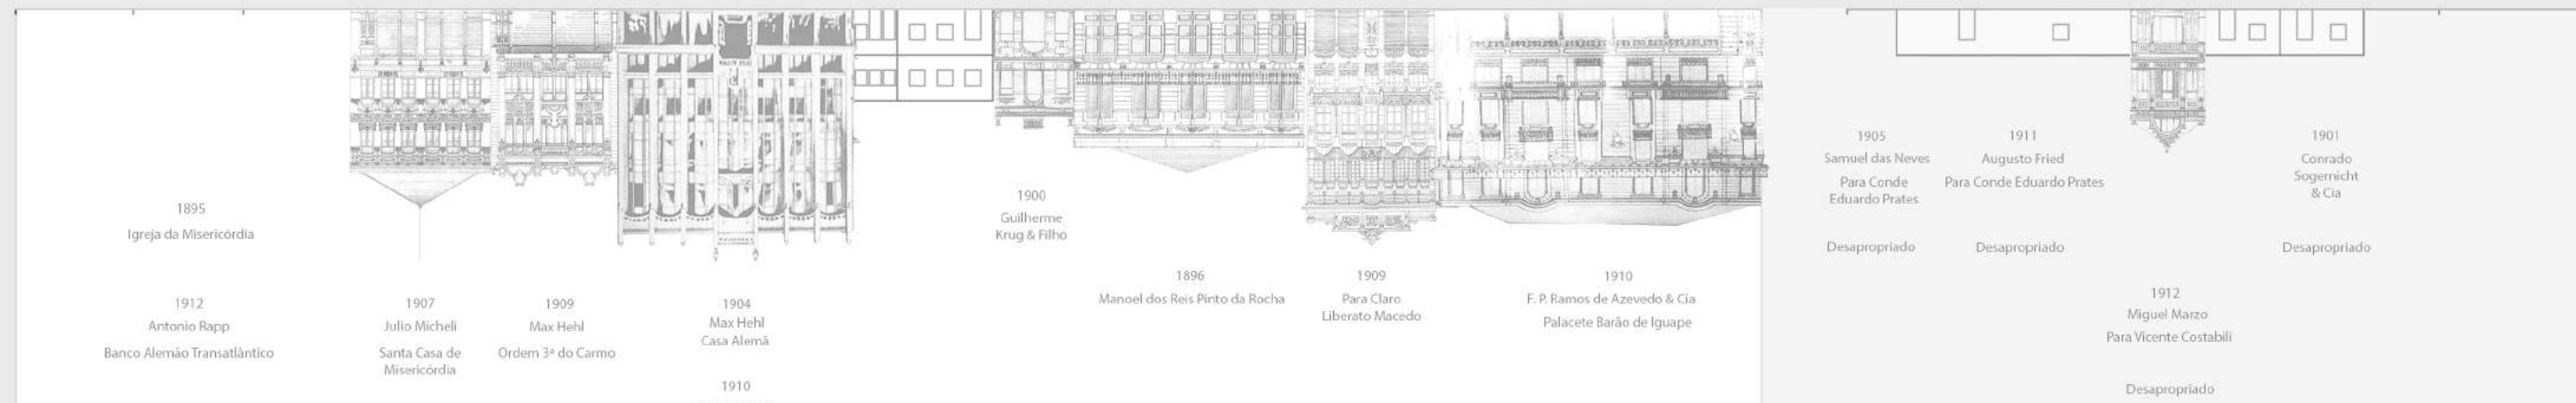 1895
Igreja da Misericórdia
1912
Antonio Rapp
Banco Alemão Transatlântico
1907
Julio Micheli
Santa Casa de
Misericórdia
1909
Max Hehl
Ordem 3ª do Carmo
1904
Max Hehl
Casa Alemã
1910
1900
Guilherme
Krug & Filho
1896
Manoel dos Reis Pinto da Rocha
1909
Para Claro
Liberato Macedo
1910
F. P. Ramos de Azevedo & Cia
Palacete Barão de Iguape
1905
Samuel das Neves
Para Conde
Eduardo Prates
Desapropriado
1911
Augusto Fried
Para Conde Eduardo Prates
Desapropriado
1912
Miguel Marzo
Para Vicente Costabili
Desapropriado
1901
Conrado
Sogernicht
& Cia
Desapropriado